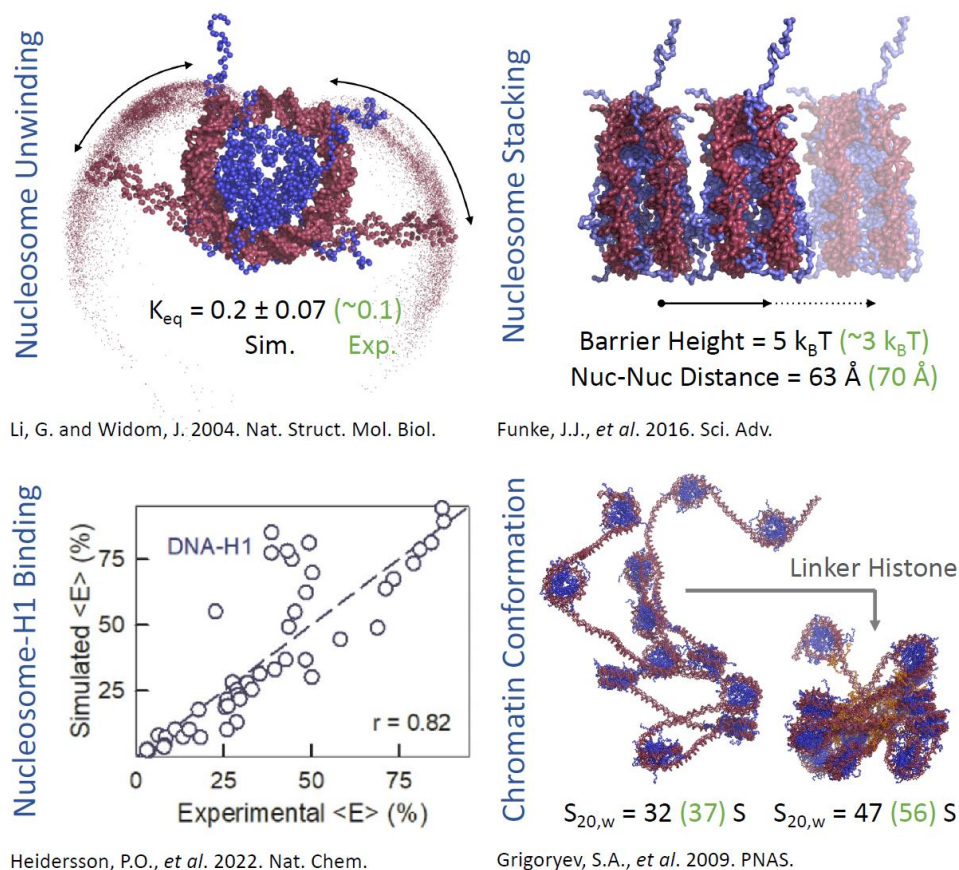 Nucleosome Unwinding
K_eq = 0.2 ± 0.07 (~0.1)
Sim. Exp.
Li, G. and Widom, J. 2004. Nat. Struct. Mol. Biol.
Nucleosome Stacking
Barrier Height = 5 k_BT (~3 k_BT)
Nuc-Nuc Distance = 63 Å (70 Å)
Funke, J.J., et al. 2016. Sci. Adv.
Nucleosome-H1 Binding
Simulated <E> (%)
75
50
25
DNA-H1
r = 0.82
0 25 50 75
Experimental <E> (%)
Heidersson, P.O., et al. 2022. Nat. Chem.
Chromatin Conformation
Linker Histone
S_20,w = 32 (37) S
S_20,w = 47 (56) S
Grigoryev, S.A., et al. 2009. PNAS.